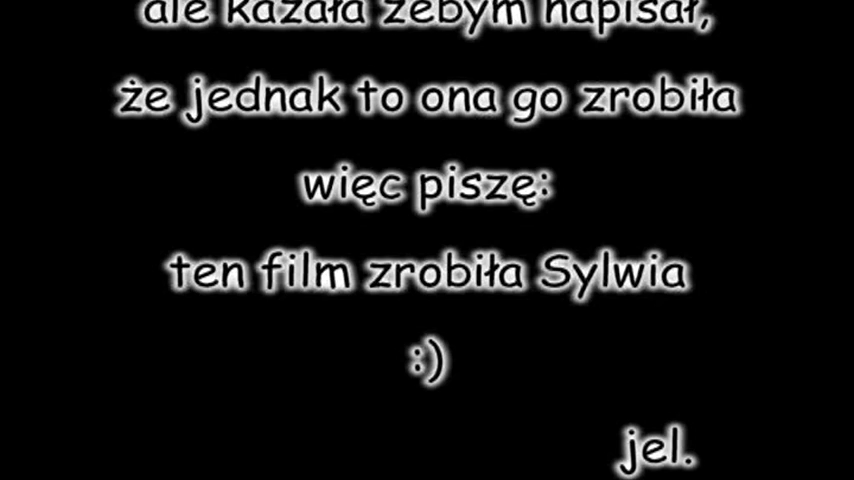 ale kazała żebym napisał,
że jednak to ona go zrobiła
więc piszę:
ten film zrobiła Sylwia
:)
jel.